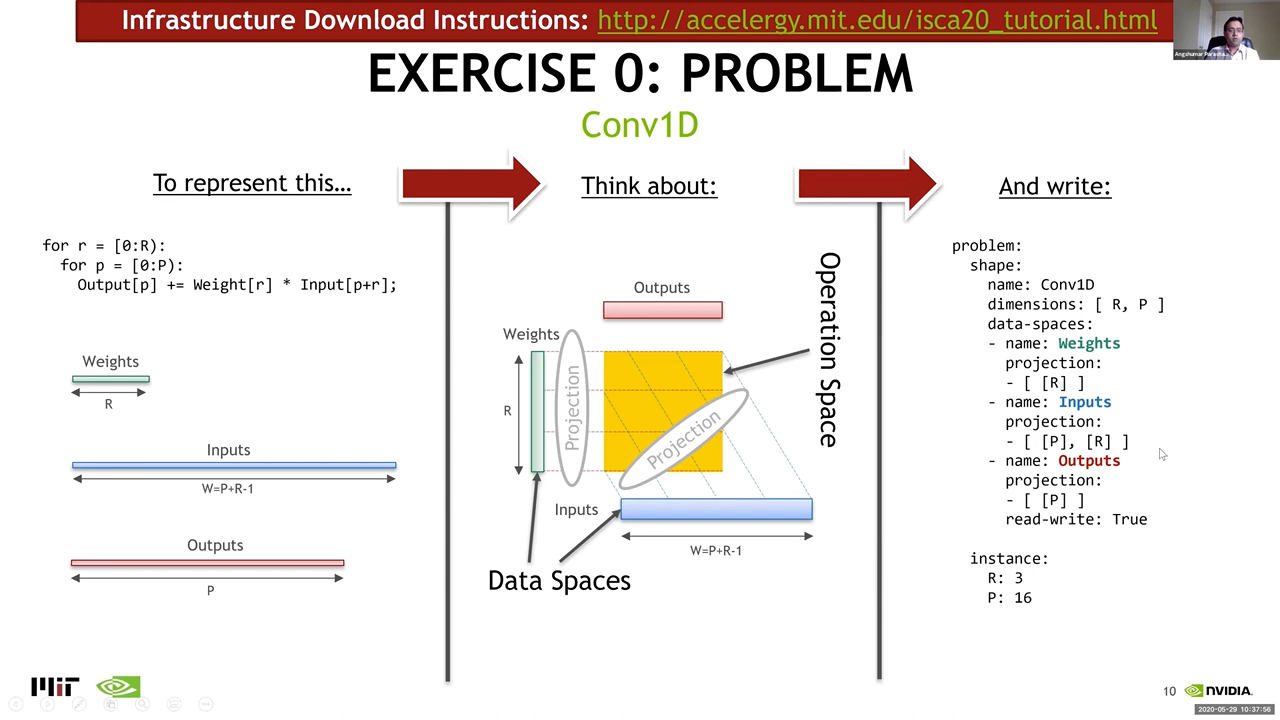 Infrastructure Download Instructions: http://accelergy.mit.edu/isca20_tutorial.html
EXERCISE 0: PROBLEM
Conv1D
To represent this…
for r = [0:R):
for p = [0:P):
Output[p] += Weight[r] * Input[p+r];
Weights
R
Inputs
W=P+R-1
Outputs
P
Think about:
Outputs
Weights
R
Projection
Projection
Operation Space
Inputs
W=P+R-1
Data Spaces
And write:
problem:
shape:
name: Conv1D
dimensions: [ R, P ]
data-spaces:
- name: Weights
projection:
- [ [R] ]
- name: Inputs
projection:
- [ [P], [R] ]
- name: Outputs
projection:
- [ [P] ]
read-write: True
instance:
R: 3
P: 16
MIT
10
NVIDIA.
2020-05-29 10:37:56